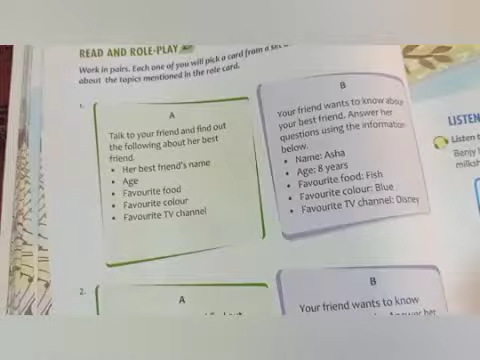 READ AND ROLE-PLAY
Work in pairs. Each one of you will pick a card from a set
about the topics mentioned in the role card.
1.
A
Talk to your friend and find out
the following about her best
friend.
• Her best friend's name
• Age
• Favourite food
• Favourite colour
• Favourite TV channel
B
Your friend wants to know about
your best friend. Answer her
questions using the information
below.
• Name: Asha
• Age: 8 years
• Favourite food: Fish
• Favourite colour: Blue
• Favourite TV channel: Disney
LISTEN
Listen
Benjy
2.
A
B
Your friend wants to know